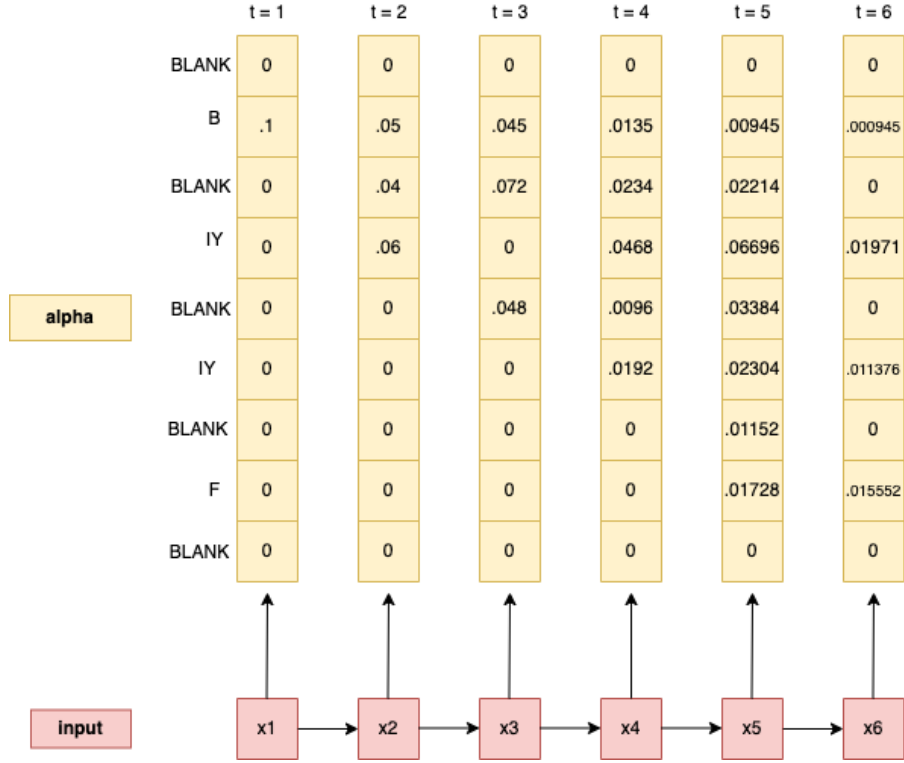 t = 1 t = 2 t = 3 t = 4 t = 5 t = 6
BLANK 0 0 0 0 0 0
B .1 .05 .045 .0135 .00945 .000945
BLANK 0 .04 .072 .0234 .02214 0
IY 0 .06 0 .0468 .06696 .01971
alpha
BLANK 0 0 .048 .0096 .03384 0
IY 0 0 0 .0192 .02304 .011376
BLANK 0 0 0 0 .01152 0
F 0 0 0 0 .01728 .015552
BLANK 0 0 0 0 0 0
input x1 x2 x3 x4 x5 x6